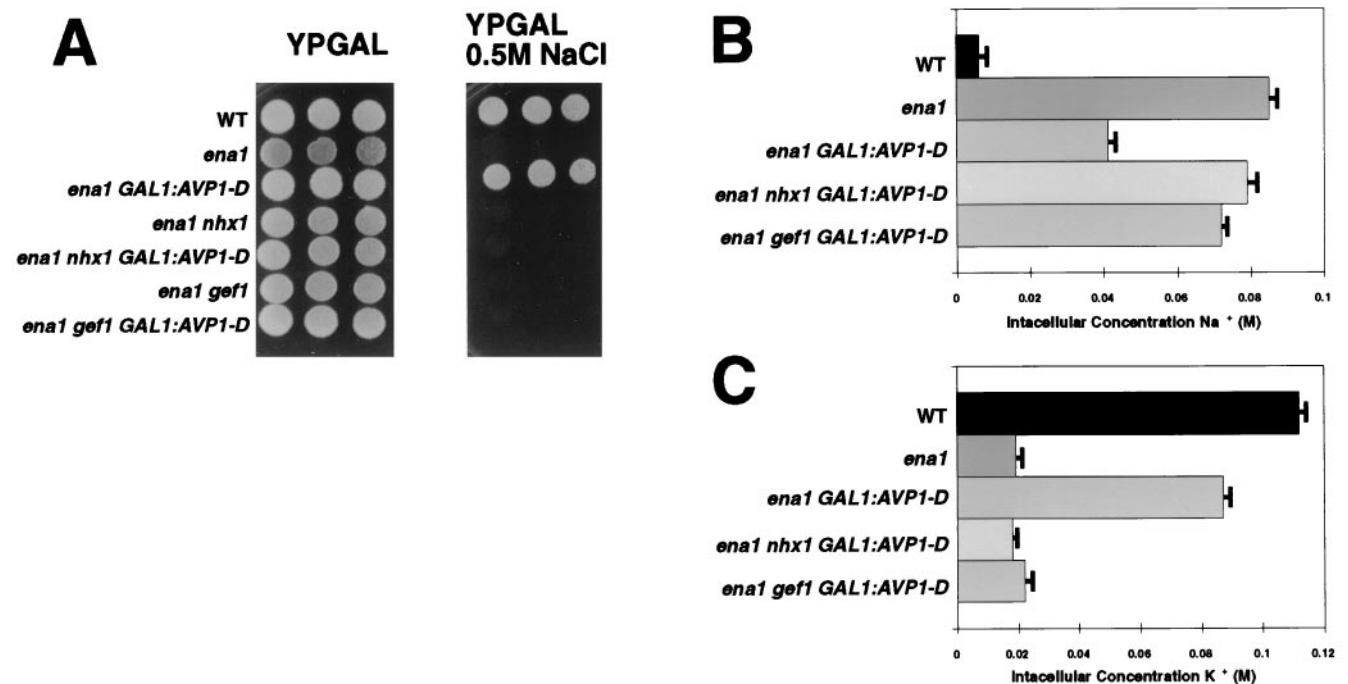 A
YPGAL
YPGAL
0.5M NaCl
WT
ena1
ena1 GAL1:AVP1-D
ena1 nhx1
ena1 nhx1 GAL1:AVP1-D
ena1 gef1
ena1 gef1 GAL1:AVP1-D
B
WT
ena1
ena1 GAL1:AVP1-D
ena1 nhx1 GAL1:AVP1-D
ena1 gef1 GAL1:AVP1-D
0 0.02 0.04 0.06 0.08 0.1
Intacellular Concentration Na + (M)
C
WT
ena1
ena1 GAL1:AVP1-D
ena1 nhx1 GAL1:AVP1-D
ena1 gef1 GAL1:AVP1-D
0 0.02 0.04 0.06 0.08 0.1 0.12
Intacellular Concentration K + (M)